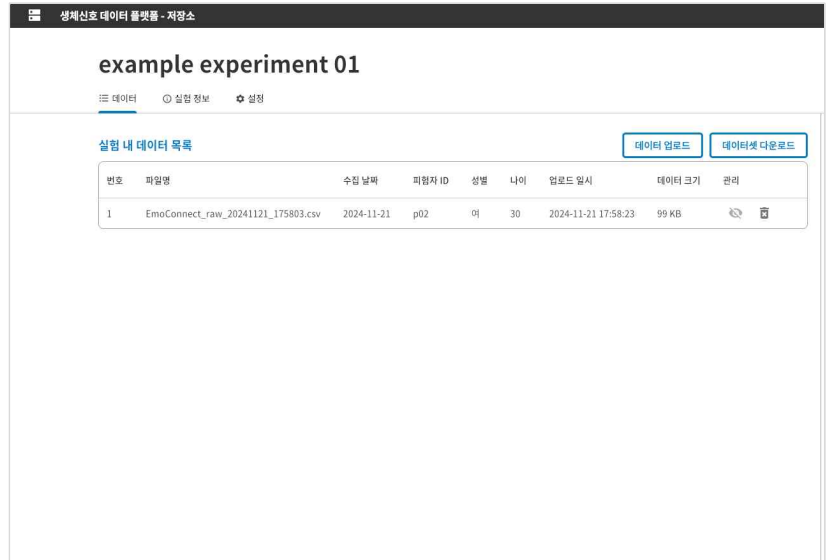 생체신호 데이터 플랫폼 - 저장소
example experiment 01
데이터 실험 정보 설정
실험 내 데이터 목록 데이터 업로드 데이터셋 다운로드
번호 파일명 수집 날짜 피험자 ID 성별 나이 업로드 일시 데이터 크기 관리
1 EmoConnect_raw_20241121_175803.csv 2024-11-21 p02 여 30 2024-11-21 17:58:23 99 KB